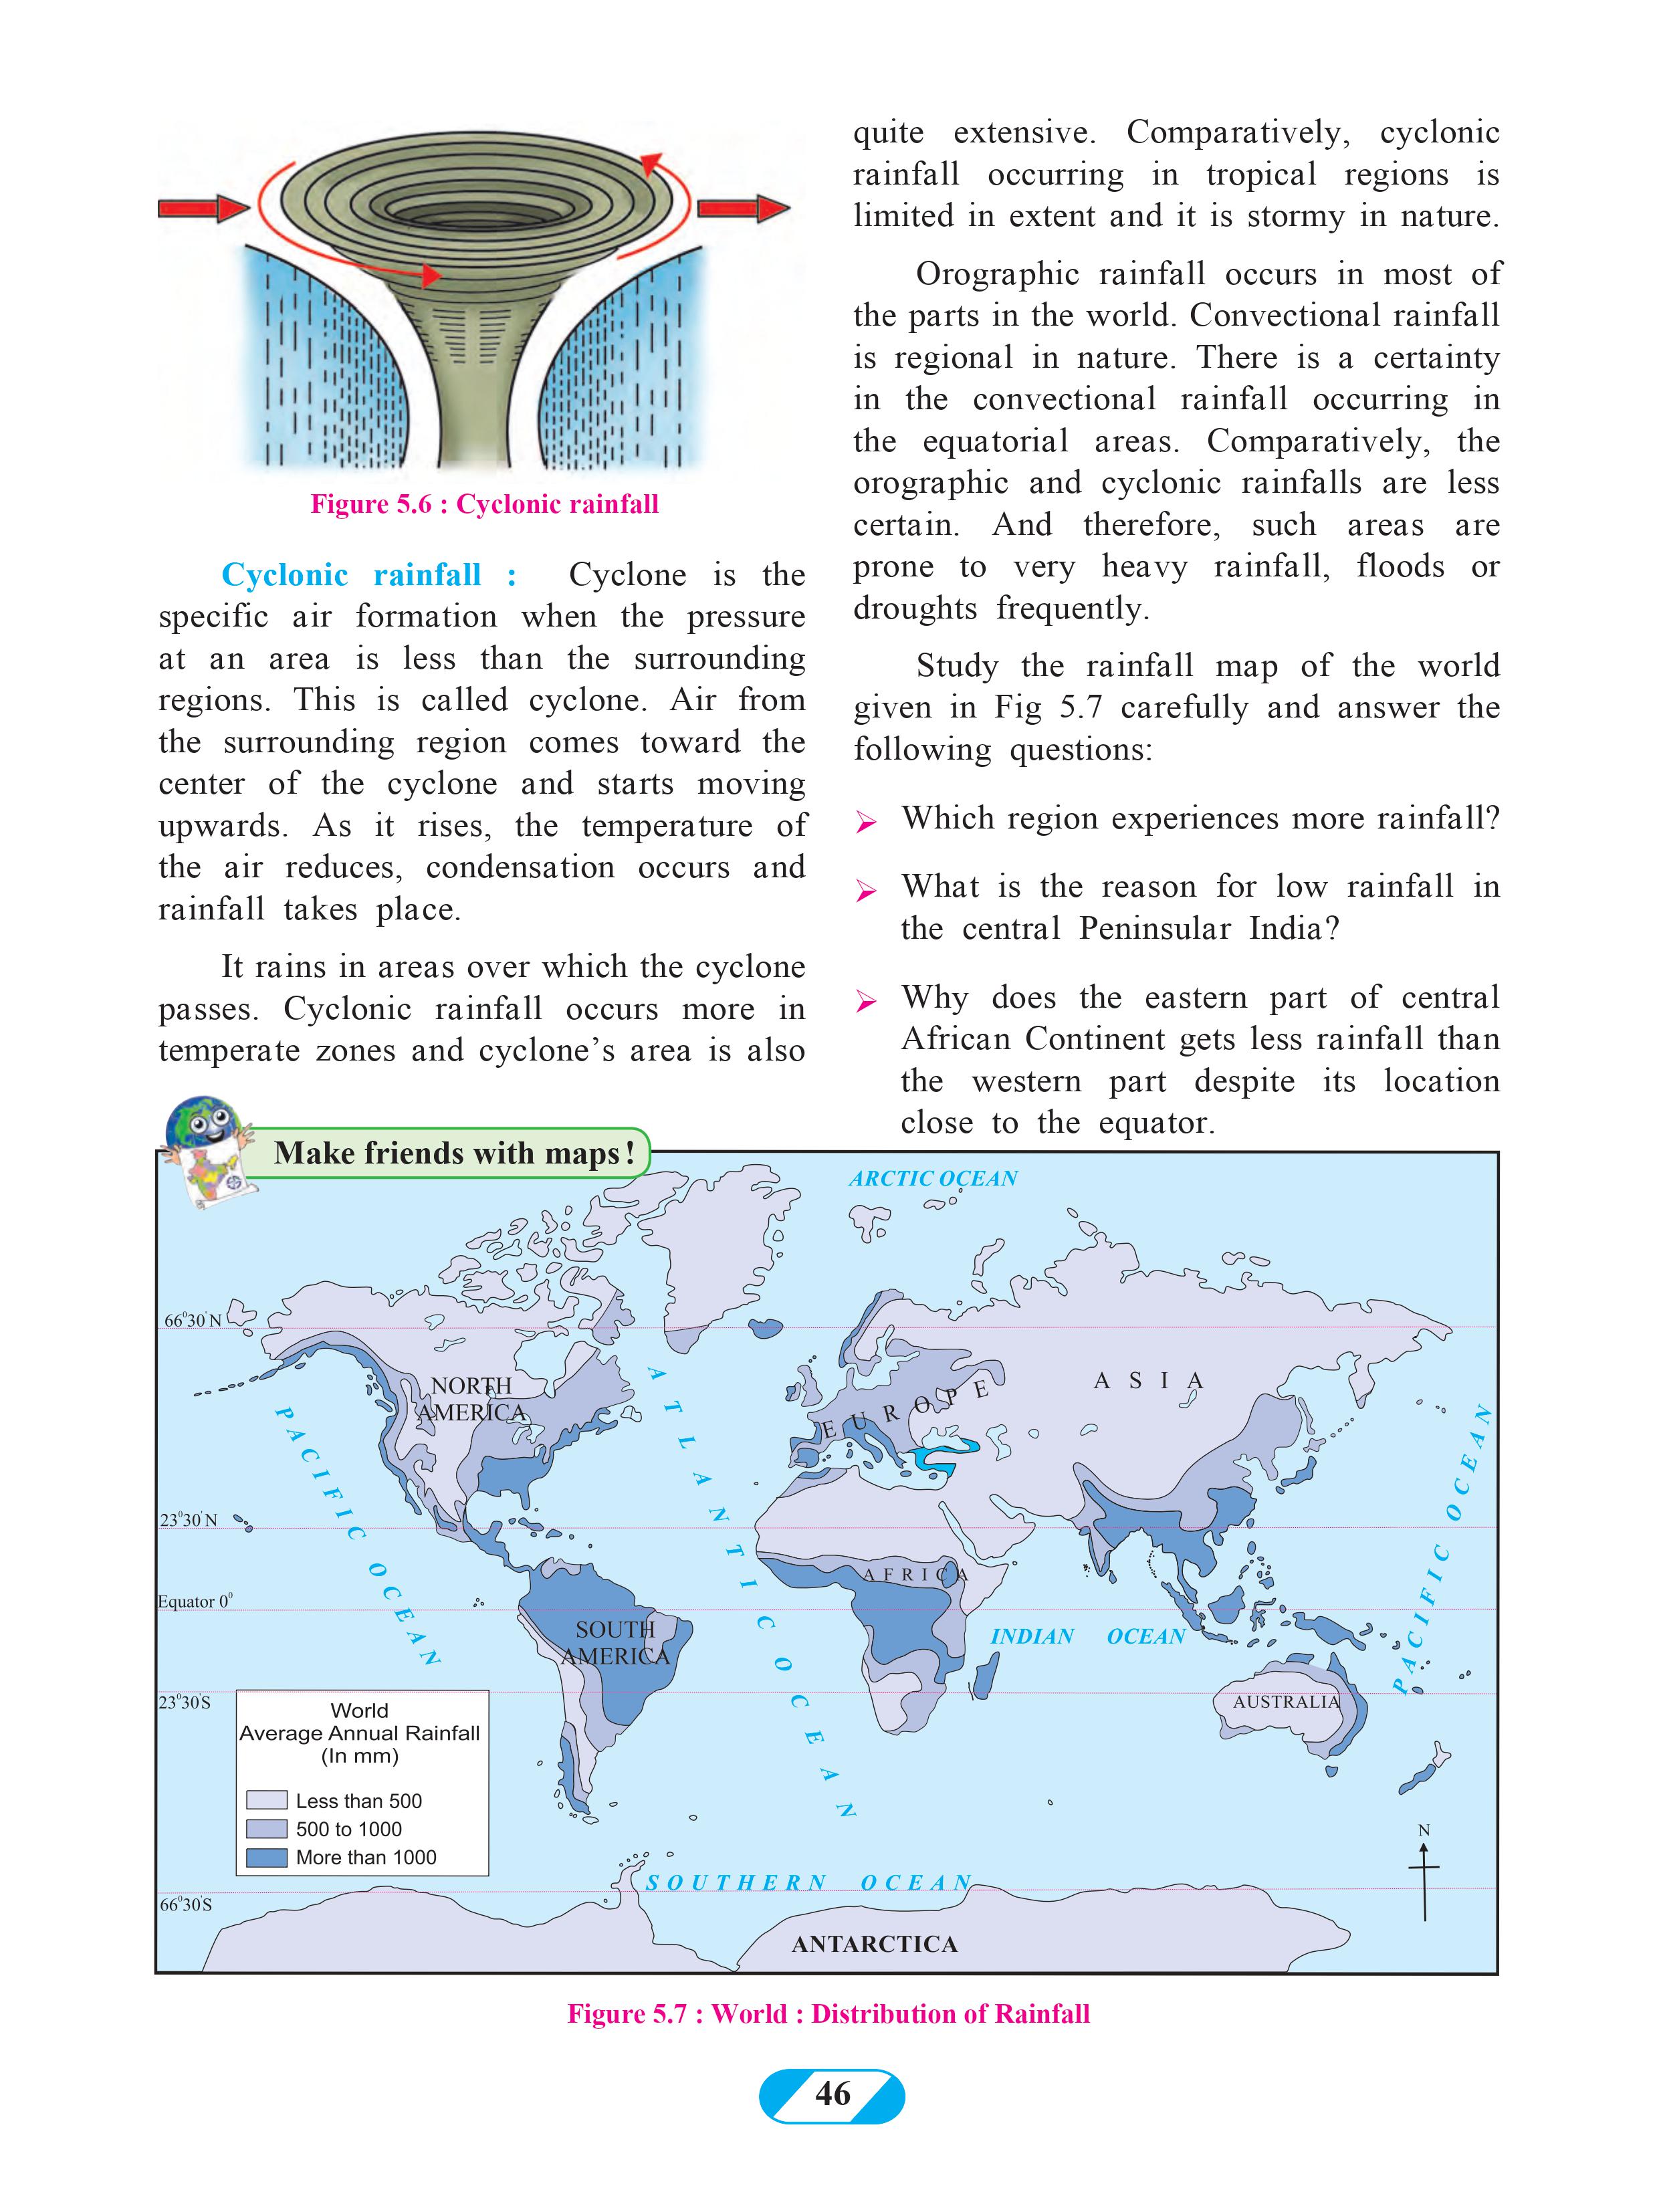 Figure 5.6 : Cyclonic rainfall
Cyclonic rainfall : Cyclone is the
specific air formation when the pressure
at an area is less than the surrounding
regions. This is called cyclone. Air from
the surrounding region comes toward the
center of the cyclone and starts moving
upwards. As it rises, the temperature of
the air reduces, condensation occurs and
rainfall takes place.
It rains in areas over which the cyclone
passes. Cyclonic rainfall occurs more in
temperate zones and cyclone's area is also
quite extensive. Comparatively, cyclonic
rainfall occurring in tropical regions is
limited in extent and it is stormy in nature.
Orographic rainfall occurs in most of
the parts in the world. Convectional rainfall
is regional in nature. There is a certainty
in the convectional rainfall occurring in
the equatorial areas. Comparatively, the
orographic and cyclonic rainfalls are less
certain. And therefore, such areas are
prone to very heavy rainfall, floods or
droughts frequently.
Study the rainfall map of the world
given in Fig 5.7 carefully and answer the
following questions:
➢ Which region experiences more rainfall?
➢ What is the reason for low rainfall in
the central Peninsular India?
➢ Why does the eastern part of central
African Continent gets less rainfall than
the western part despite its location
close to the equator.
Make friends with maps!
ARCTIC OCEAN
66°30'N
NORTH
AMERICA
EUROPE
ASIA
PACIFIC OCEAN
ATLANTIC OCEAN
PACIFIC OCEAN
23°30'N
AFRICA
Equator 0°
SOUTH
AMERICA
INDIAN OCEAN
23°30'S
AUSTRALIA
World
Average Annual Rainfall
(In mm)
Less than 500
500 to 1000
More than 1000
N
SOUTHERN OCEAN
66°30'S
ANTARCTICA
Figure 5.7 : World : Distribution of Rainfall
46